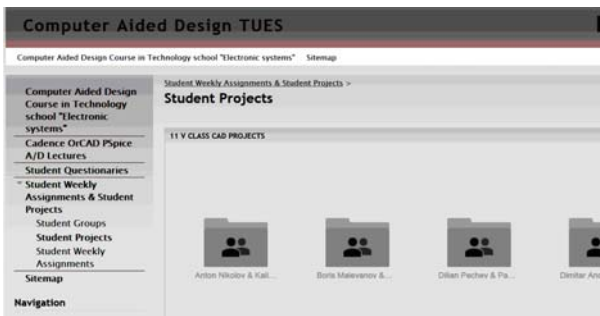 Computer Aided Design TUES
Computer Aided Design Course in Technology school "Electronic systems" Sitemap
Computer Aided Design
Course in Technology
school "Electronic
systems"
Cadence OrCAD PSpice
A/D Lectures
Student Questionaries
Student Weekly
Assignments & Student
Projects
Student Groups
Student Projects
Student Weekly
Assignments
Sitemap
Navigation
Student Weekly Assignments & Student Projects >
Student Projects
11 V CLASS CAD PROJECTS
Anton Nikolov & Kali...
Boris Malevanov &...
Dilian Pechev & Pa...
Dimitar And